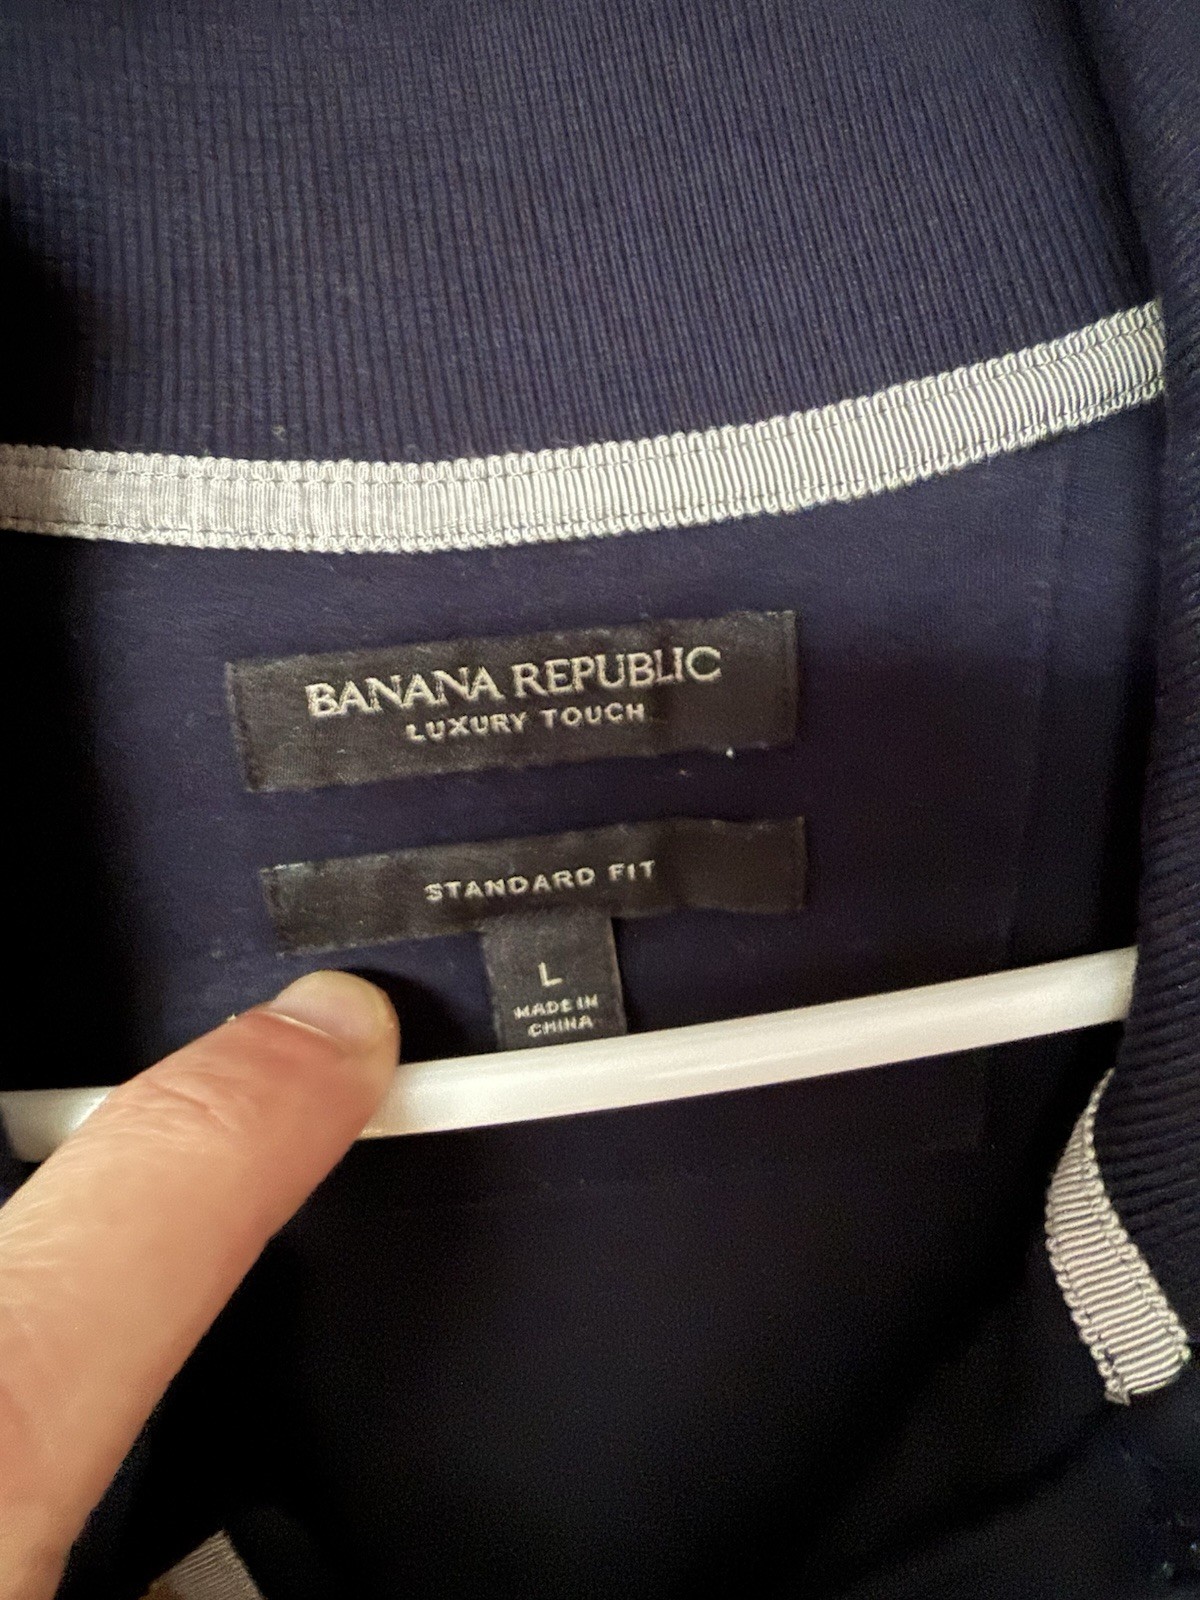 BANANA REPUBLIC
LUXURY TOUCH
STANDARD FIT
L
MADE IN
CHINA